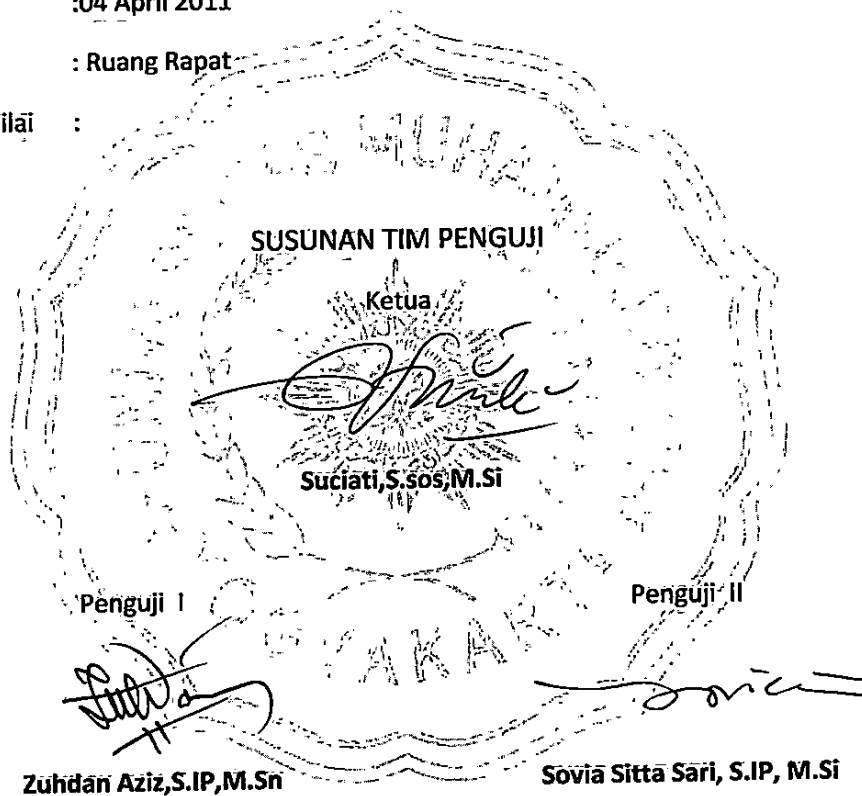 :04 April 2011
: Ruang Rapat
ilai :
SUSUNAN TIM PENGUJI
Ketua
Suciati,S.sos,M.Si
Penguji I
Penguji II
Zuhdan Aziz,S.IP,M.Sn
Sovia Sitta Sari, S.IP, M.Si